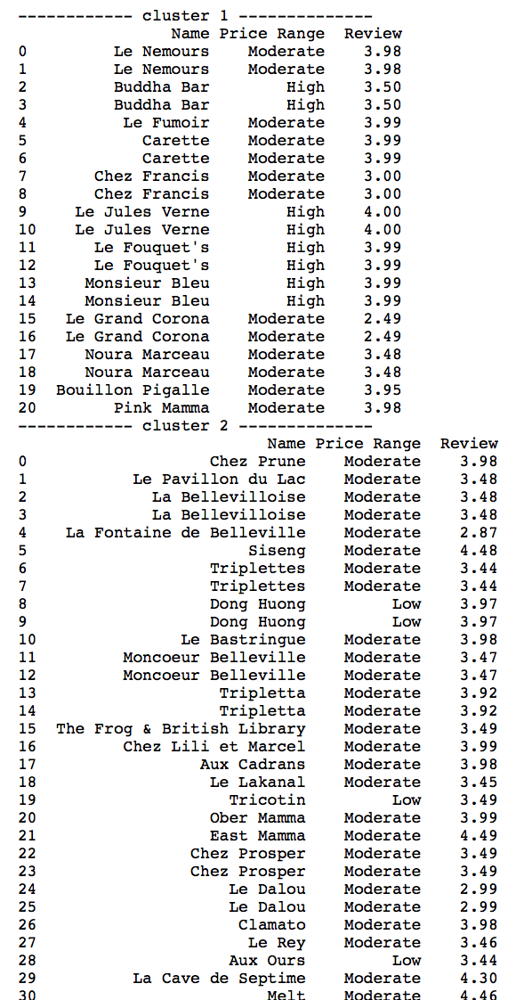 ------------ cluster 1 --------------
Name Price Range Review
0 Le Nemours Moderate 3.98
1 Le Nemours Moderate 3.98
2 Buddha Bar High 3.50
3 Buddha Bar High 3.50
4 Le Fumoir Moderate 3.99
5 Carette Moderate 3.99
6 Carette Moderate 3.99
7 Chez Francis Moderate 3.00
8 Chez Francis Moderate 3.00
9 Le Jules Verne High 4.00
10 Le Jules Verne High 4.00
11 Le Fouquet's High 3.99
12 Le Fouquet's High 3.99
13 Monsieur Bleu High 3.99
14 Monsieur Bleu High 3.99
15 Le Grand Corona Moderate 2.49
16 Le Grand Corona Moderate 2.49
17 Noura Marceau Moderate 3.48
18 Noura Marceau Moderate 3.48
19 Bouillon Pigalle Moderate 3.95
20 Pink Mamma Moderate 3.98
------------ cluster 2 --------------
Name Price Range Review
0 Chez Prune Moderate 3.98
1 Le Pavillon du Lac Moderate 3.48
2 La Bellevilloise Moderate 3.48
3 La Bellevilloise Moderate 3.48
4 La Fontaine de Belleville Moderate 2.87
5 Siseng Moderate 4.48
6 Triplettes Moderate 3.44
7 Triplettes Moderate 3.44
8 Dong Huong Low 3.97
9 Dong Huong Low 3.97
10 Le Bastringue Moderate 3.98
11 Moncoeur Belleville Moderate 3.47
12 Moncoeur Belleville Moderate 3.47
13 Tripletta Moderate 3.92
14 Tripletta Moderate 3.92
15 The Frog & British Library Moderate 3.49
16 Chez Lili et Marcel Moderate 3.99
17 Aux Cadrans Moderate 3.98
18 Le Lakanal Moderate 3.45
19 Tricotin Low 3.49
20 Ober Mamma Moderate 3.99
21 East Mamma Moderate 4.49
22 Chez Prosper Moderate 3.49
23 Chez Prosper Moderate 3.49
24 Le Dalou Moderate 2.99
25 Le Dalou Moderate 2.99
26 Clamato Moderate 3.98
27 Le Rey Moderate 3.46
28 Aux Ours Low 3.44
29 La Cave de Septime Moderate 4.30
30 Melt Moderate 4.46